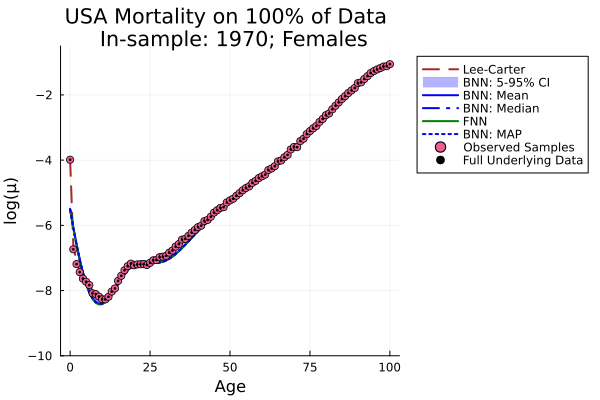 USA Mortality on 100% of Data
In-sample: 1970; Females
Lee-Carter
BNN: 5-95% CI
BNN: Mean
BNN: Median
FNN
BNN: MAP
Observed Samples
Full Underlying Data
log(μ)
−2
−4
−6
−8
−10
0
25
50
75
100
Age